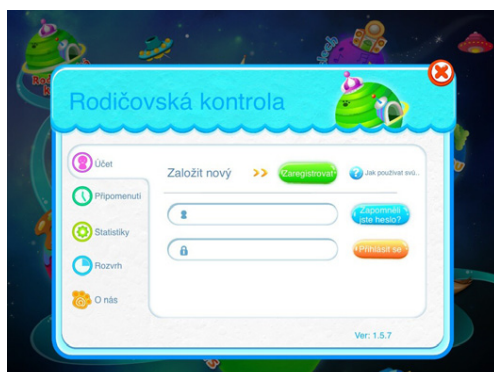 Rodičovská kontrola
Účet
Založit nový >> Zaregistrovat
Jak používat svů...
Připomenutí
Zapomněli
jste heslo?
Statistiky
Přihlásit se
Rozvrh
O nás
Ver: 1.5.7